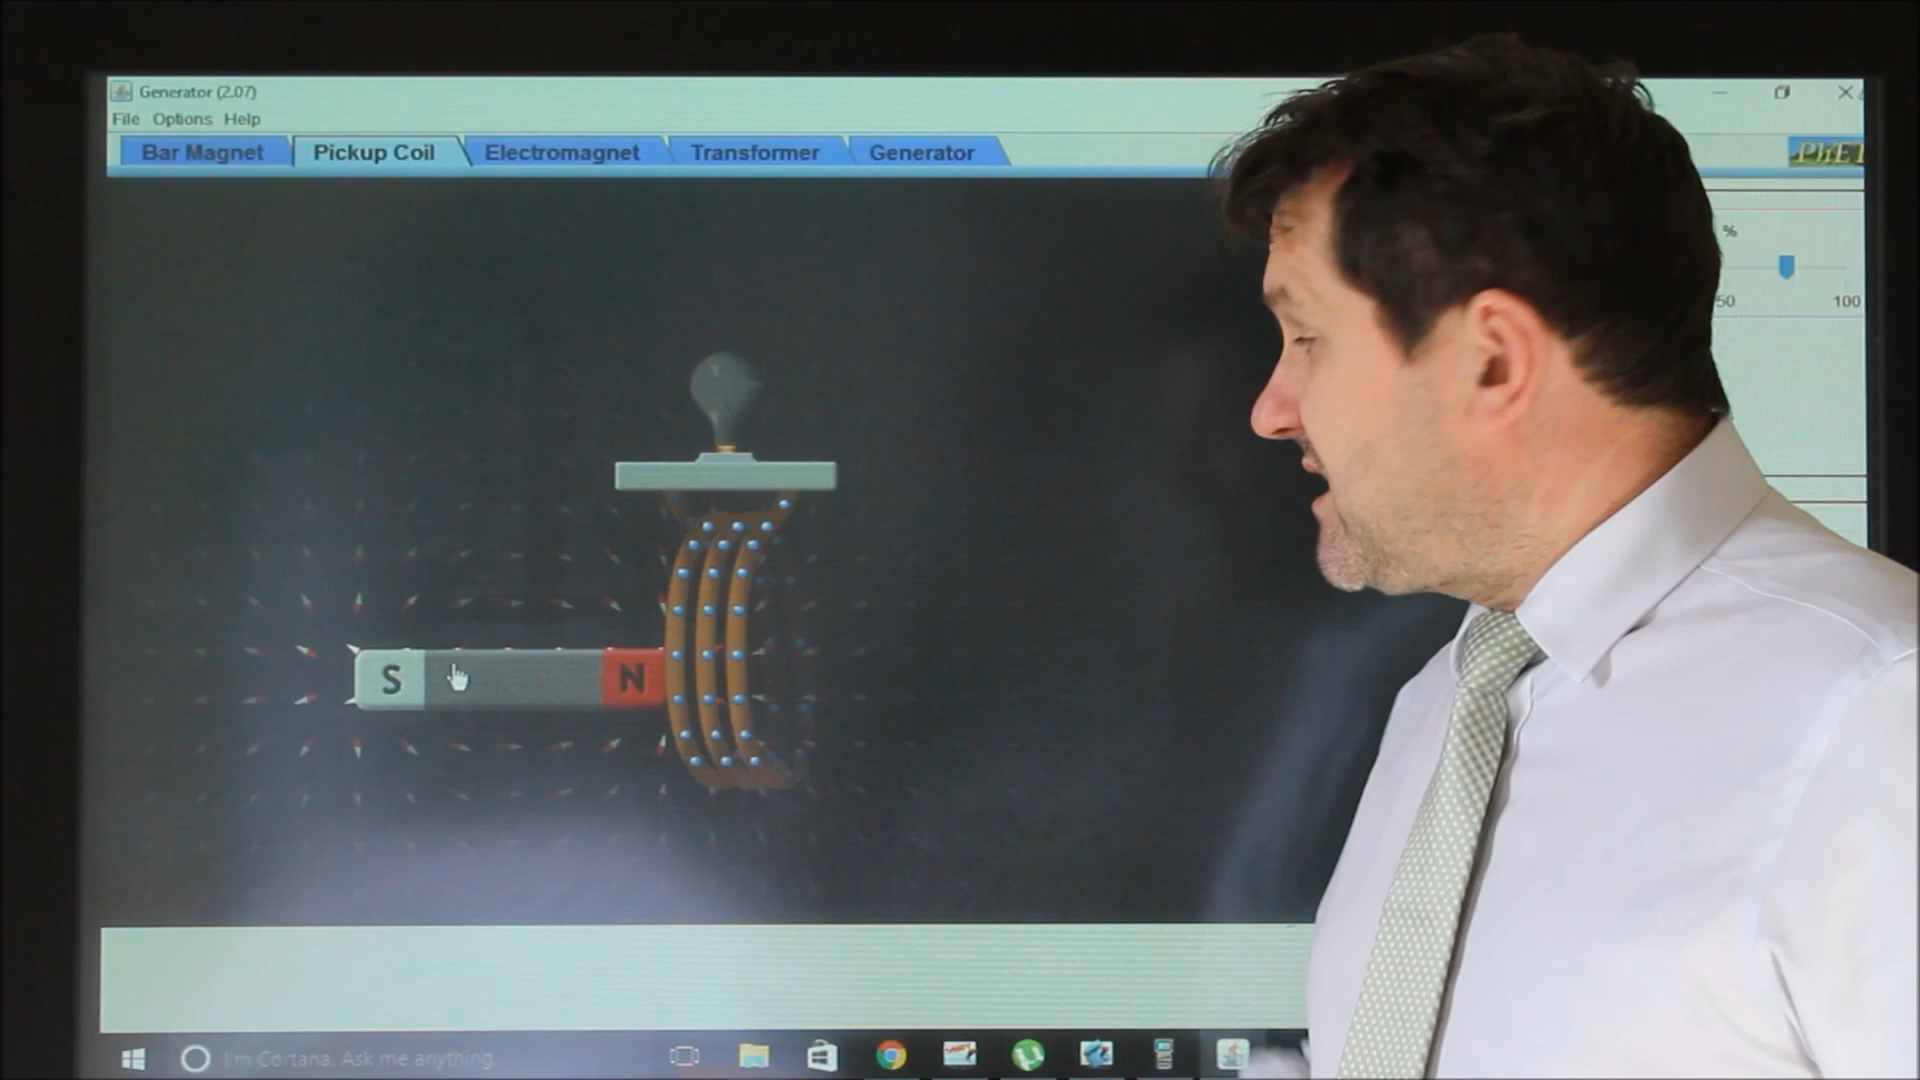 Generator (2.07)
File Options Help
Bar Magnet Pickup Coil Electromagnet Transformer Generator
PhET
%
50 100
S N
I'm Cortana. Ask me anything.